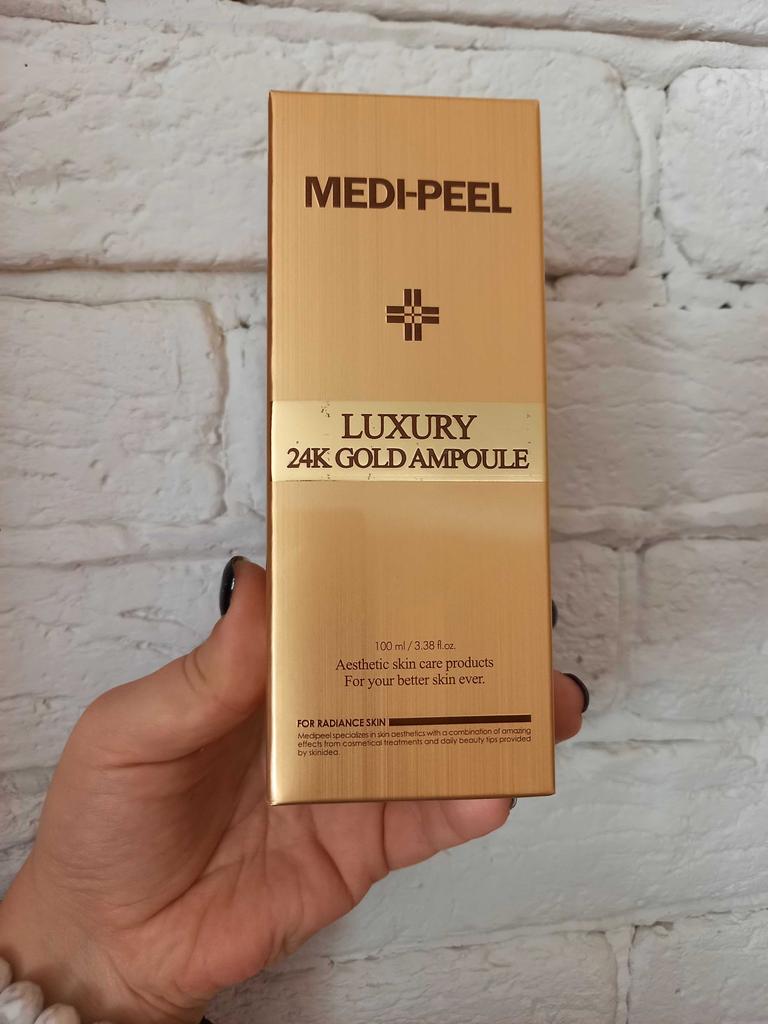 MEDI-PEEL
LUXURY
24K GOLD AMPOULE
100 ml / 3.38 fl.oz.
Aesthetic skin care products
For your better skin ever.
FOR RADIANCE SKIN
Medipeel specializes in skin aesthetics with a combination of amazing
effects from cosmetical treatments and daily beauty tips provided
by skinidea.